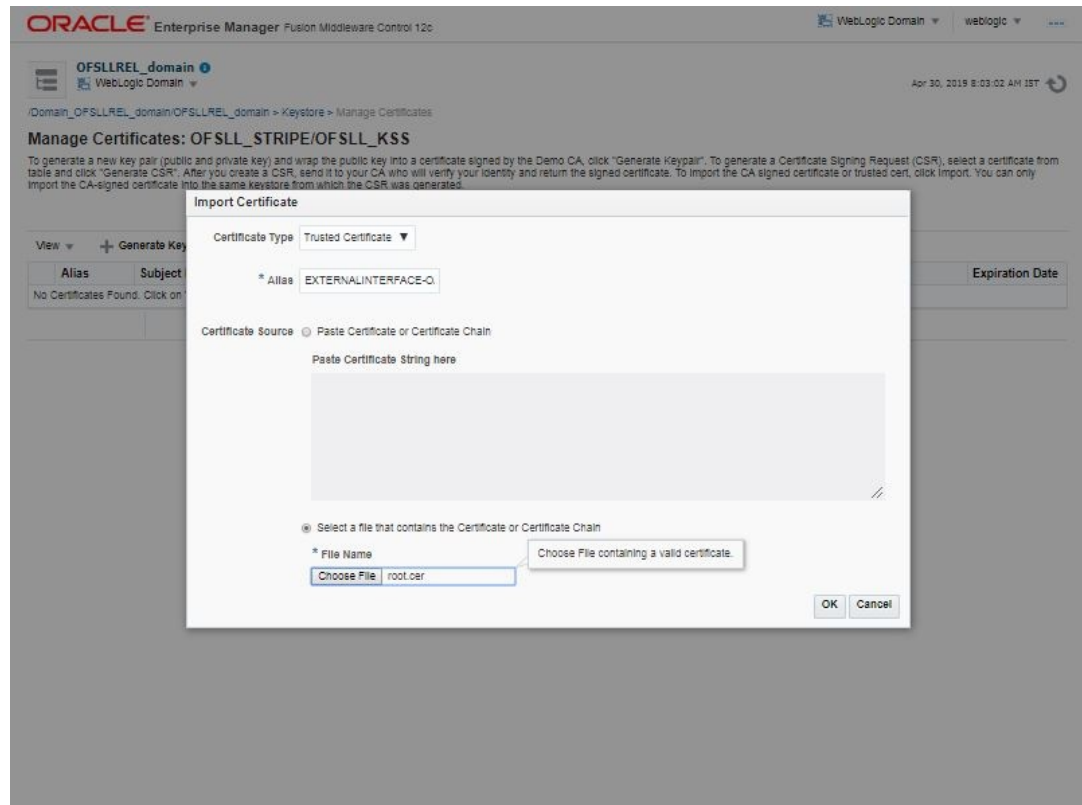 ORACLE Enterprise Manager Fusion Middleware Control 12c
WebLogic Domain
weblogic
OFSLLREL_domain
WebLogic Domain
Apr 30, 2019 8:03:02 AM IST
/Domain_OFSLLREL_domain/OFSLLREL_domain > Keystore > Manage Certificates
Manage Certificates: OFSLL_STRIPE/OFSLL_KSS
To generate a new key pair (public and private key) and wrap the public key into a certificate signed by the Demo CA, click "Generate Keypair". To generate a Certificate Signing Request (CSR), select a certificate from
table and click "Generate CSR". After you create a CSR, send it to your CA who will verify your identity and return the signed certificate. To import the CA signed certificate or trusted cert, click Import. You can only
import the CA-signed certificate into the same keystore from which the CSR was generated.
View
Generate Key
Alias Subject Expiration Date
No Certificates Found. Click on
Import Certificate
Certificate Type Trusted Certificate
* Alias EXTERNALINTERFACE-O
Certificate Source Paste Certificate or Certificate Chain
Paste Certificate String here
Select a file that contains the Certificate or Certificate Chain
* File Name
Choose File containing a valid certificate.
Choose File root.cer
OK Cancel